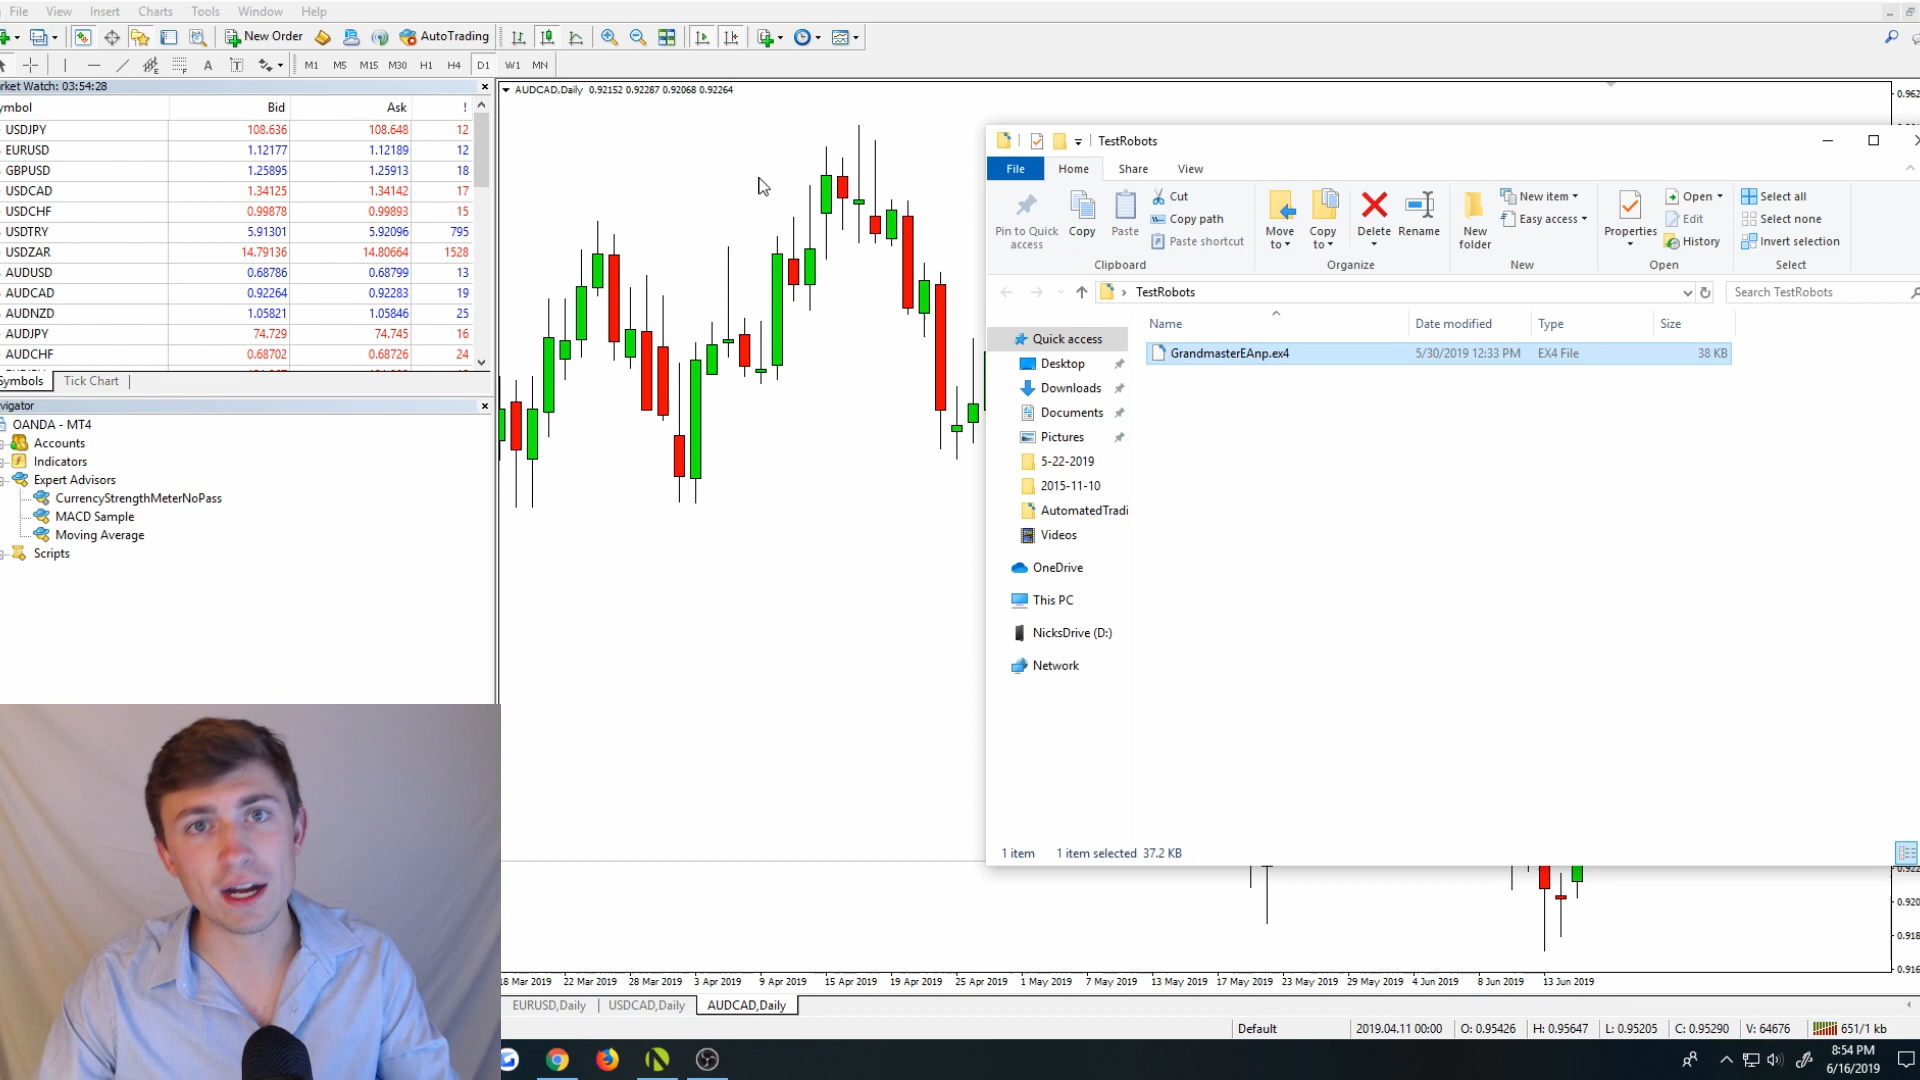 File View Insert Charts Tools Window Help
New Order AutoTrading
A T M1 M5 M15 M30 H1 H4 D1 W1 MN
rket Watch: 03:54:28
ymbol Bid Ask !
USDJPY 108.636 108.648 12
EURUSD 1.12177 1.12189 12
GBPUSD 1.25895 1.25913 18
USDCAD 1.34125 1.34142 17
USDCHF 0.99878 0.99893 15
USDTRY 5.91301 5.92096 795
USDZAR 14.79136 14.80664 1528
AUDUSD 0.68786 0.68799 13
AUDCAD 0.92264 0.92283 19
AUDNZD 1.05821 1.05846 25
AUDJPY 74.729 74.745 16
AUDCHF 0.68702 0.68726 24
Symbols Tick Chart
vigator
OANDA - MT4
Accounts
Indicators
Expert Advisors
CurrencyStrengthMeterNoPass
MACD Sample
Moving Average
Scripts
AUDCAD,Daily 0.92152 0.92287 0.92068 0.92264
0.962
TestRobots
File Home Share View
Pin to Quick access
Copy
Paste
Cut
Copy path
Paste shortcut
Clipboard
Move to
Copy to
Delete
Rename
Organize
New folder
New item
Easy access
New
Properties
Open
Edit
History
Open
Select all
Select none
Invert selection
Select
TestRobots
Search TestRobots
Name Date modified Type Size
GrandmasterEAnp.ex4 5/30/2019 12:33 PM EX4 File 38 KB
Quick access
Desktop
Downloads
Documents
Pictures
5-22-2019
2015-11-10
AutomatedTradi
Videos
OneDrive
This PC
NicksDrive (D:)
Network
1 item 1 item selected 37.2 KB
0.920
0.918
0.916
18 Mar 2019 22 Mar 2019 28 Mar 2019 3 Apr 2019 9 Apr 2019 15 Apr 2019 19 Apr 2019 25 Apr 2019 1 May 2019 7 May 2019 13 May 2019 17 May 2019 23 May 2019 29 May 2019 4 Jun 2019 8 Jun 2019 13 Jun 2019
EURUSD,Daily USDCAD,Daily AUDCAD,Daily
Default 2019.04.11 00:00 O: 0.95426 H: 0.95647 L: 0.95205 C: 0.95290 V: 64676 651/1 kb
8:54 PM
6/16/2019